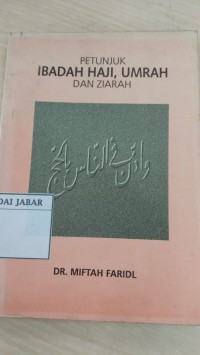 PETUNJUK
IBADAH HAJI, UMRAH
DAN ZIARAH
وأذن في الناس بالحج
DAI JABAR
DR. MIFTAH FARIDL